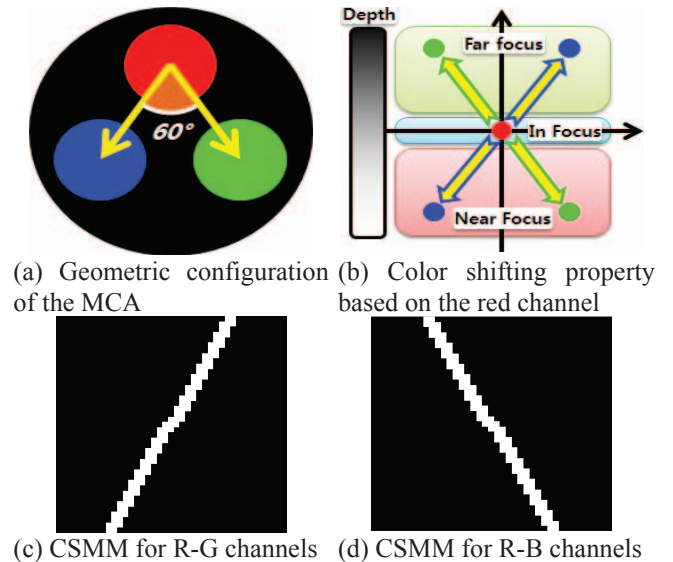 60°
Depth
Far focus
In Focus
Near Focus
(a) Geometric configuration of the MCA
(b) Color shifting property based on the red channel
(c) CSMM for R-G channels
(d) CSMM for R-B channels